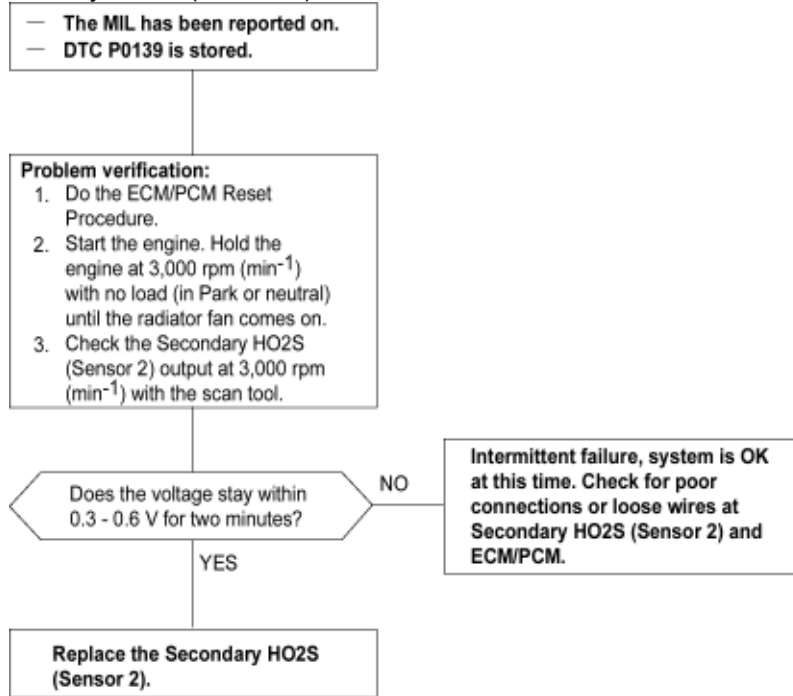 — The MIL has been reported on.
— DTC P0139 is stored.
Problem verification:
1. Do the ECM/PCM Reset
Procedure.
2. Start the engine. Hold the
engine at 3,000 rpm (min-1)
with no load (in Park or neutral)
until the radiator fan comes on.
3. Check the Secondary HO2S
(Sensor 2) output at 3,000 rpm
(min-1) with the scan tool.
Does the voltage stay within
0.3 - 0.6 V for two minutes?
NO
Intermittent failure, system is OK
at this time. Check for poor
connections or loose wires at
Secondary HO2S (Sensor 2) and
ECM/PCM.
YES
Replace the Secondary HO2S
(Sensor 2).